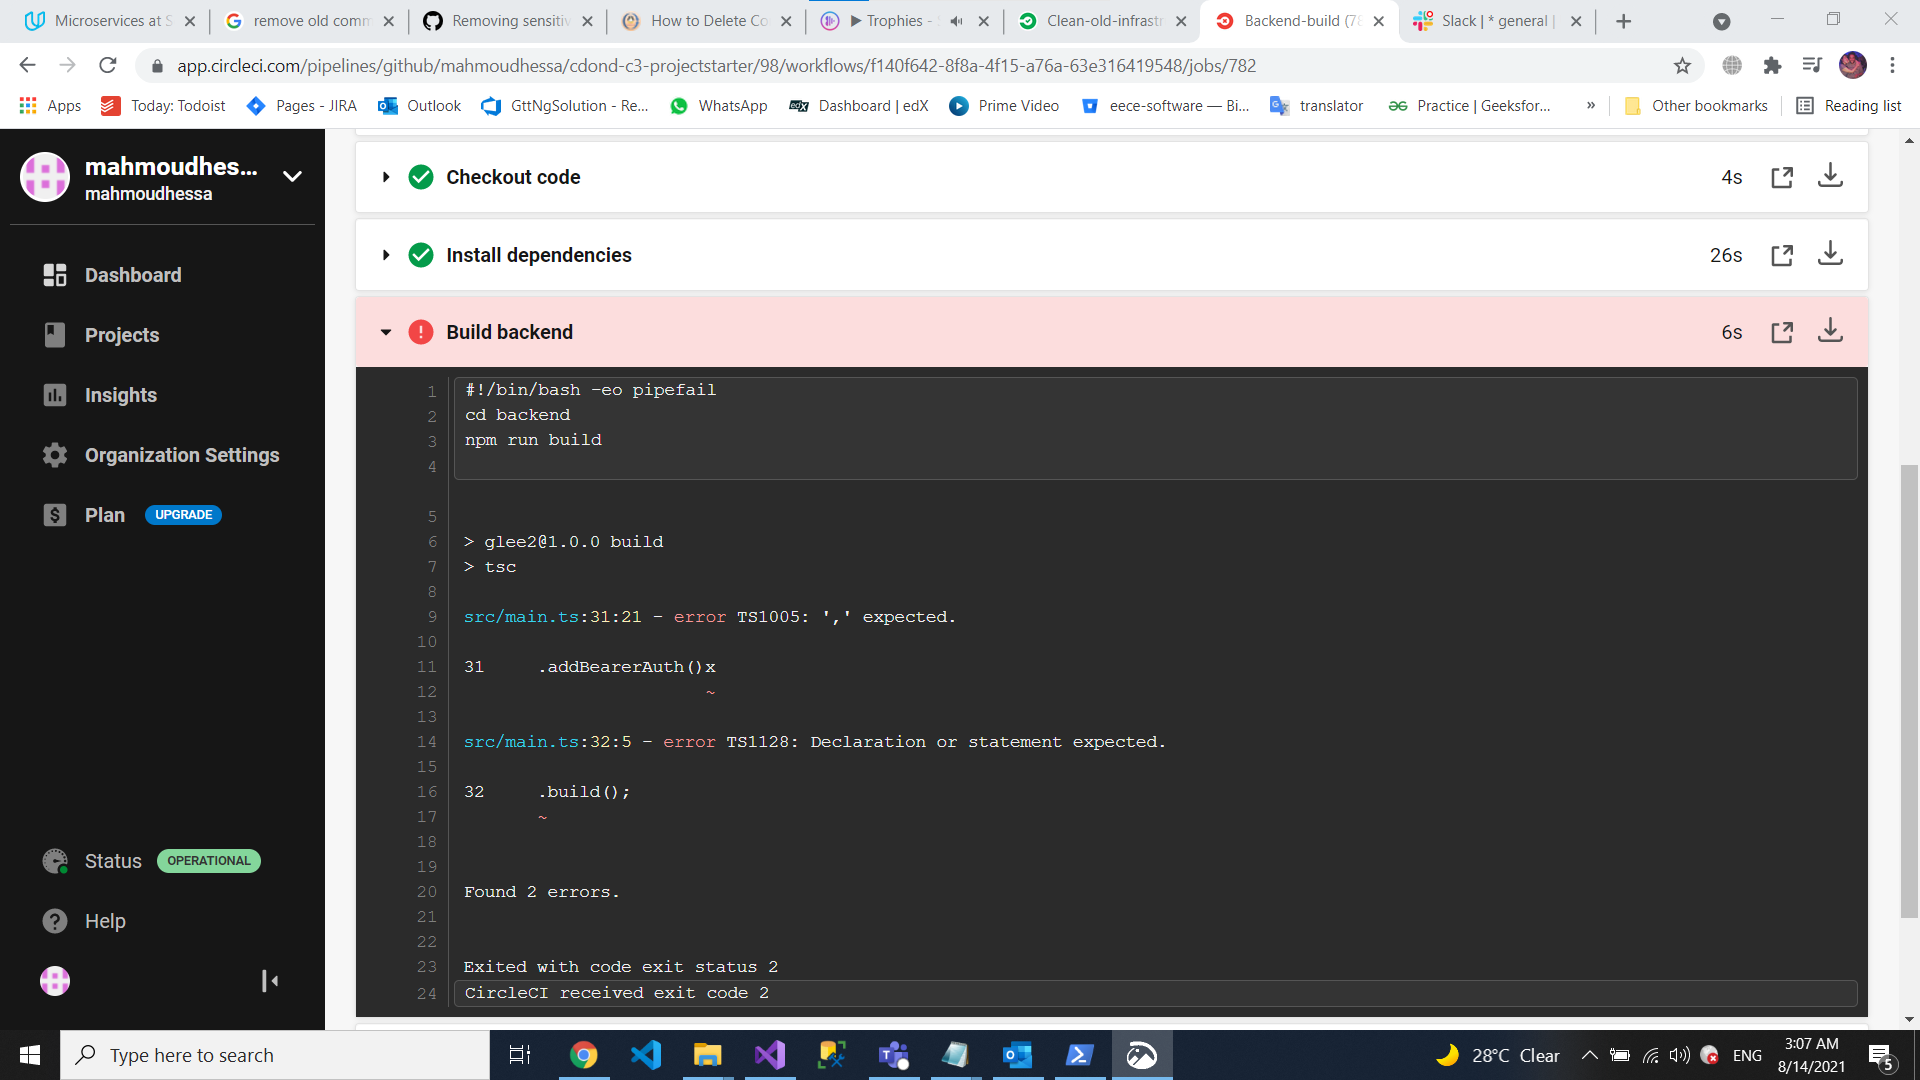 Microservices at S
remove old comm
Removing sensitiv
How to Delete Co
Trophies - S
Clean-old-infrastr
Backend-build (78
Slack | * general |
app.circleci.com/pipelines/github/mahmoudhessa/cdond-c3-projectstarter/98/workflows/f140f642-8f8a-4f15-a76a-63e316419548/jobs/782
Apps
Today: Todoist
Pages - JIRA
Outlook
GttNgSolution - Re...
WhatsApp
edX
Dashboard | edX
Prime Video
eece-software — Bi...
translator
Practice | Geeksfor...
»
Other bookmarks
Reading list
mahmoudhes...
mahmoudhessa
Dashboard
Projects
Insights
Organization Settings
Plan
UPGRADE
Status
OPERATIONAL
Help
Checkout code
4s
Install dependencies
26s
Build backend
6s
1 #!/bin/bash -eo pipefail
2 cd backend
3 npm run build
4
5
6 > glee2@1.0.0 build
7 > tsc
8
9 src/main.ts:31:21 - error TS1005: ',' expected.
10
11 31     .addBearerAuth()x
12                        ~
13
14 src/main.ts:32:5 - error TS1128: Declaration or statement expected.
15
16 32     .build();
17        ~
18
19
20 Found 2 errors.
21
22
23 Exited with code exit status 2
24 CircleCI received exit code 2
Type here to search
28°C Clear
ENG
3:07 AM
8/14/2021
5